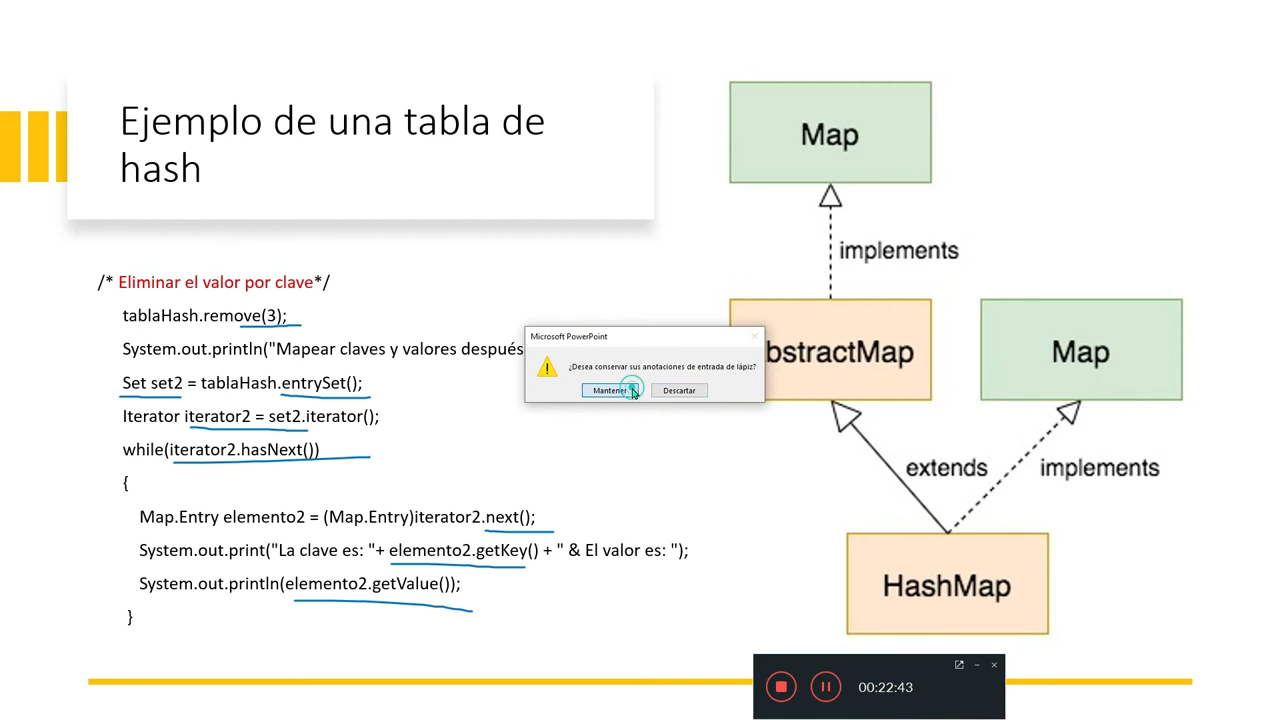 Ejemplo de una tabla de
hash
/* Eliminar el valor por clave*/
tablaHash.remove(3);
System.out.println("Mapear claves y valores después
Set set2 = tablaHash.entrySet();
Iterator iterator2 = set2.iterator();
while(iterator2.hasNext())
{
Map.Entry elemento2 = (Map.Entry)iterator2.next();
System.out.print("La clave es: "+ elemento2.getKey() + " & El valor es: ");
System.out.println(elemento2.getValue());
}
Map
implements
bstractMap
Map
extends
implements
HashMap
Microsoft PowerPoint
¿Desea conservar sus anotaciones de entrada de lápiz?
Mantener
Descartar
00:22:43